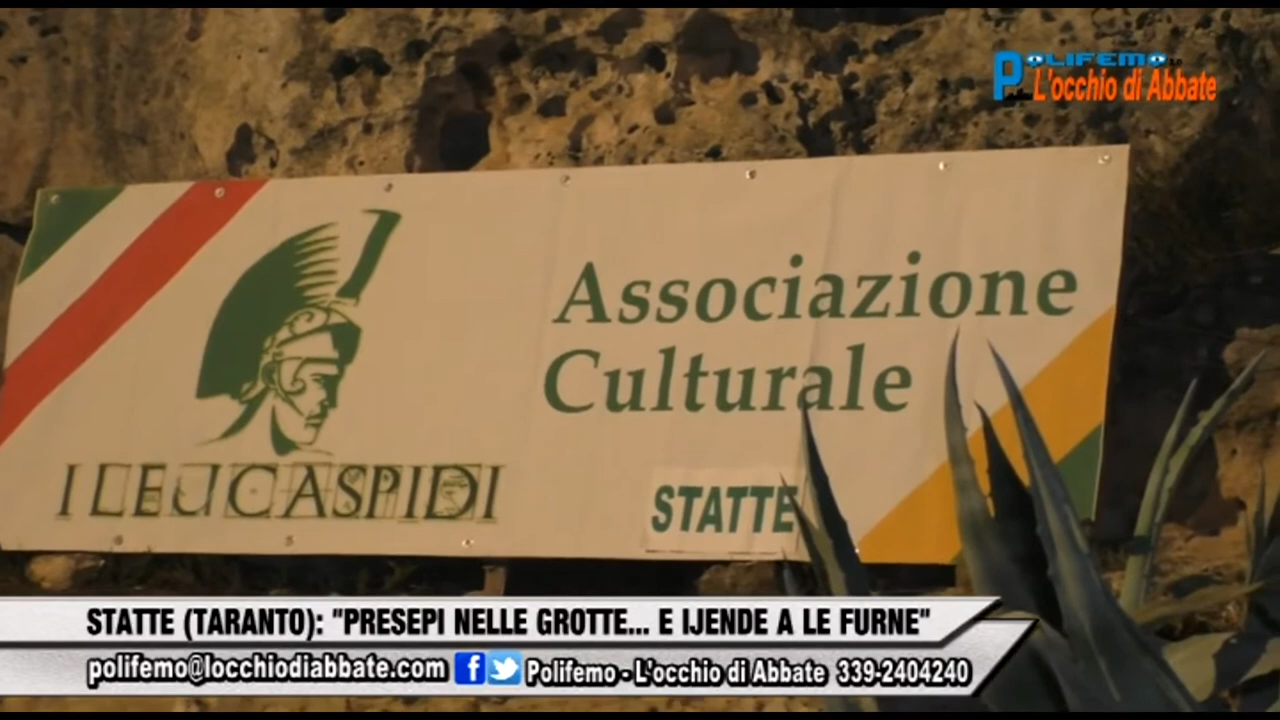 POLIFEMO
L'occhio di Abbate
Associazione
Culturale
I LEUCASPIDI
STATTE
STATTE (TARANTO): "PRESEPI NELLE GROTTE... E IJENDE A LE FURNE"
polifemo@locchiodiabbate.com Polifemo - L'occhio di Abbate 339-2404240